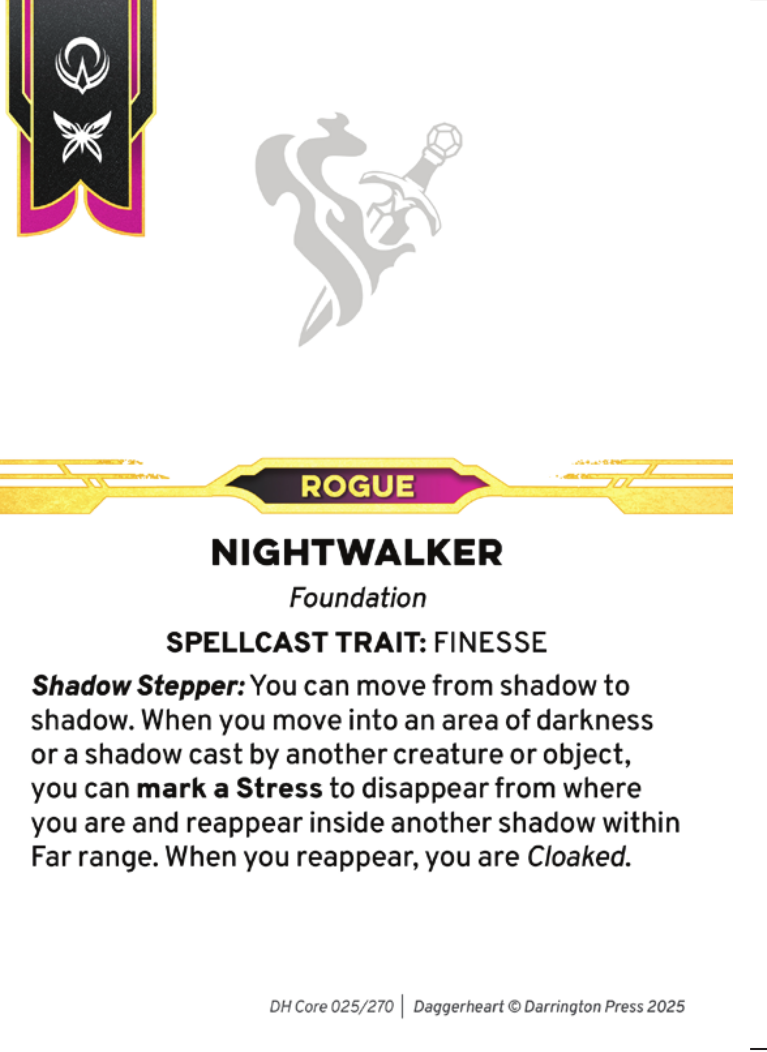 ROGUE
NIGHTWALKER
Foundation
SPELLCAST TRAIT: FINESSE
Shadow Stepper: You can move from shadow to
shadow. When you move into an area of darkness
or a shadow cast by another creature or object,
you can mark a Stress to disappear from where
you are and reappear inside another shadow within
Far range. When you reappear, you are Cloaked.
DH Core 025/270 | Daggerheart © Darrington Press 2025